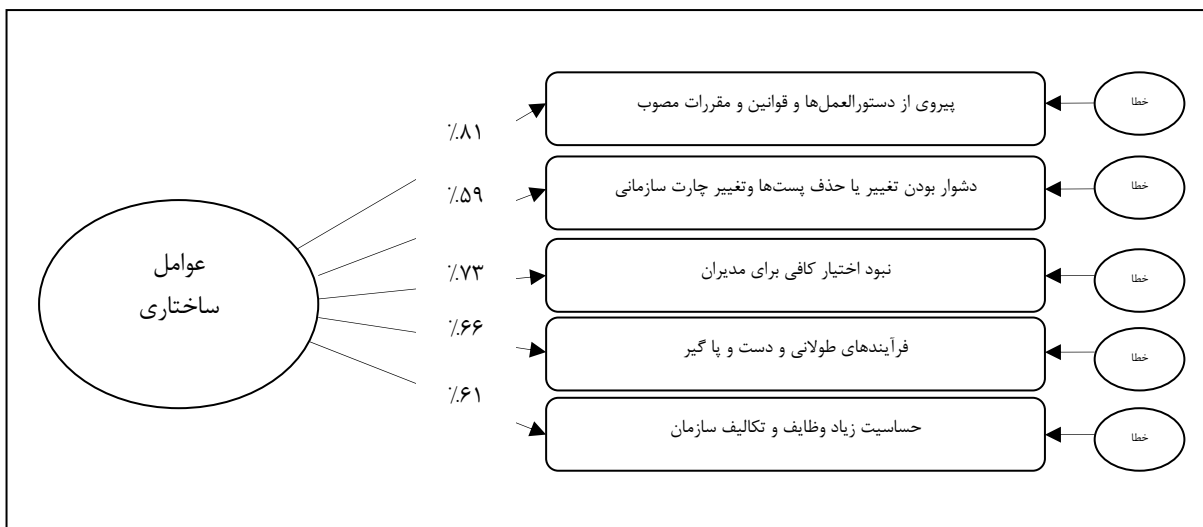 پیروی از دستورالعمل‌ها و قوانین و مقررات مصوب
خطا
٪۸۱
دشوار بودن تغییر یا حذف پست‌ها وتغییر چارت سازمانی
خطا
٪۵۹
عوامل
ساختاری
نبود اختیار کافی برای مدیران
خطا
٪۷۳
فرآیندهای طولانی و دست و پا گیر
خطا
٪۶۶
حساسیت زیاد وظایف و تکالیف سازمان
خطا
٪۶۱